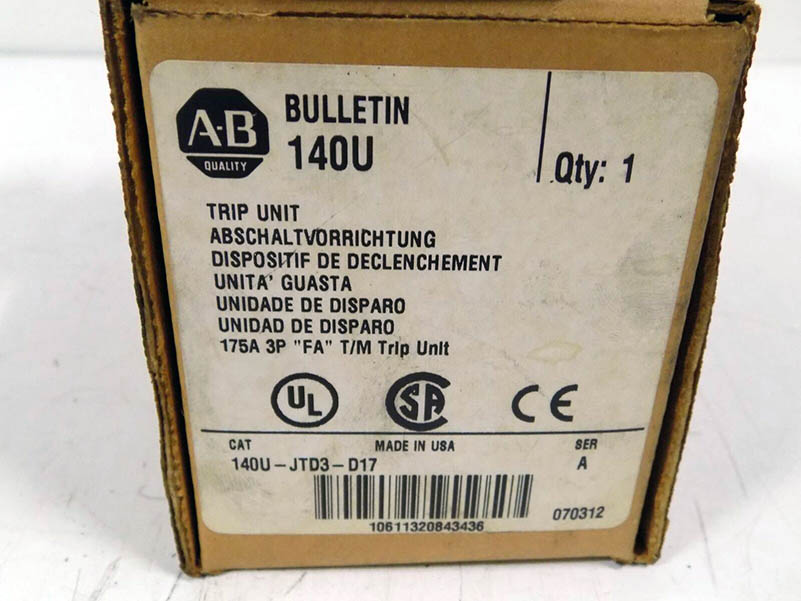 A-B
QUALITY
BULLETIN
140U
Qty: 1
TRIP UNIT
ABSCHALTVORRICHTUNG
DISPOSITIF DE DECLENCHEMENT
UNITA' GUASTA
UNIDADE DE DISPARO
UNIDAD DE DISPARO
175A 3P "FA" T/M Trip Unit
UL
SA
CE
CAT MADE IN USA SER
140U-JTD3-D17 A
10611320843436
070312